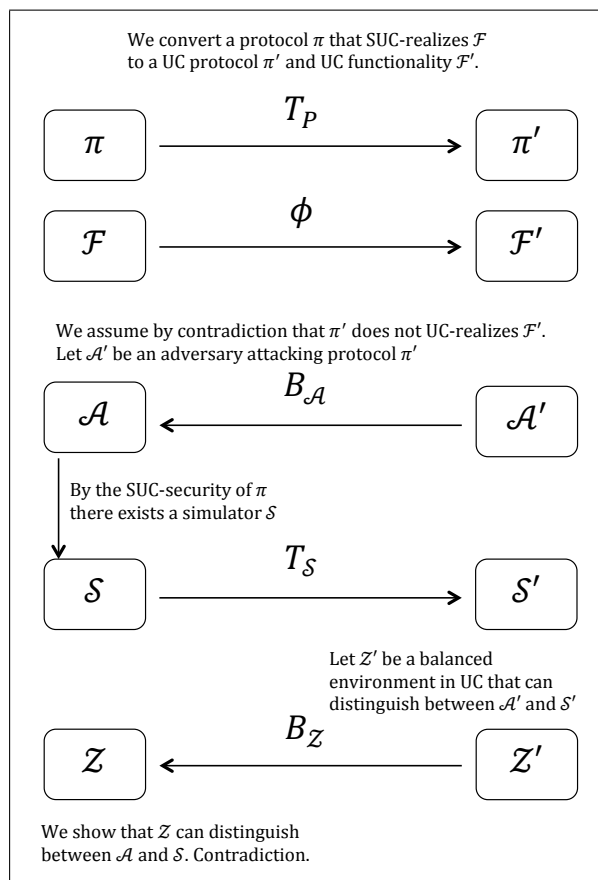 We convert a protocol π that SUC-realizes ℱ
to a UC protocol π′ and UC functionality ℱ′.
T_P
π
π′
ϕ
ℱ
ℱ′
We assume by contradiction that π′ does not UC-realizes ℱ′.
Let 𝒜′ be an adversary attacking protocol π′
B_𝒜
𝒜
𝒜′
By the SUC-security of π
there exists a simulator 𝒮
T_𝒮
𝒮
𝒮′
Let 𝒵′ be a balanced
environment in UC that can
distinguish between 𝒜′ and 𝒮′
B_𝒵
𝒵
𝒵′
We show that 𝒵 can distinguish
between 𝒜 and 𝒮. Contradiction.